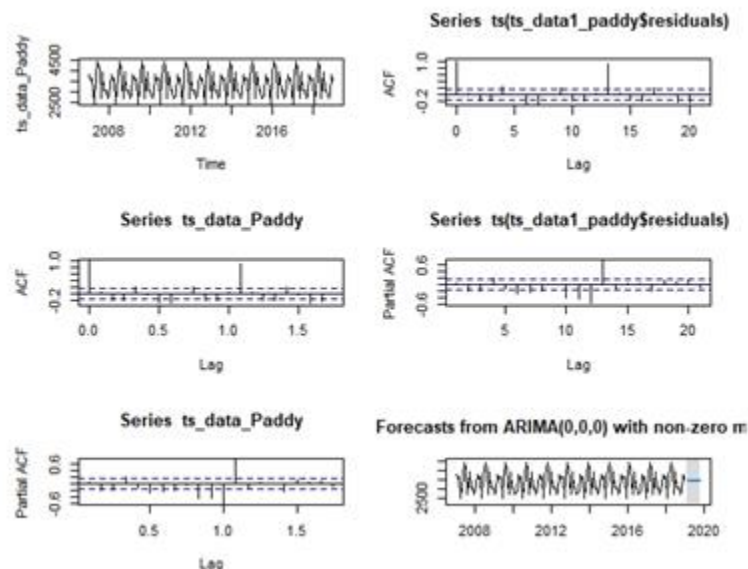 Series ts(ts_data1_paddy$residuals)
ts_data_Paddy
2500 4500
2008 2012 2016
Time
ACF
-0.2 1.0
0 5 10 15 20
Lag
Series ts_data_Paddy
ACF
-0.2 1.0
0.0 0.5 1.0 1.5
Lag
Series ts(ts_data1_paddy$residuals)
Partial ACF
-0.6 0.6
5 10 15 20
Lag
Series ts_data_Paddy
Partial ACF
-0.6 0.6
0.5 1.0 1.5
Lag
Forecasts from ARIMA(0,0,0) with non-zero m
2500
2008 2012 2016 2020